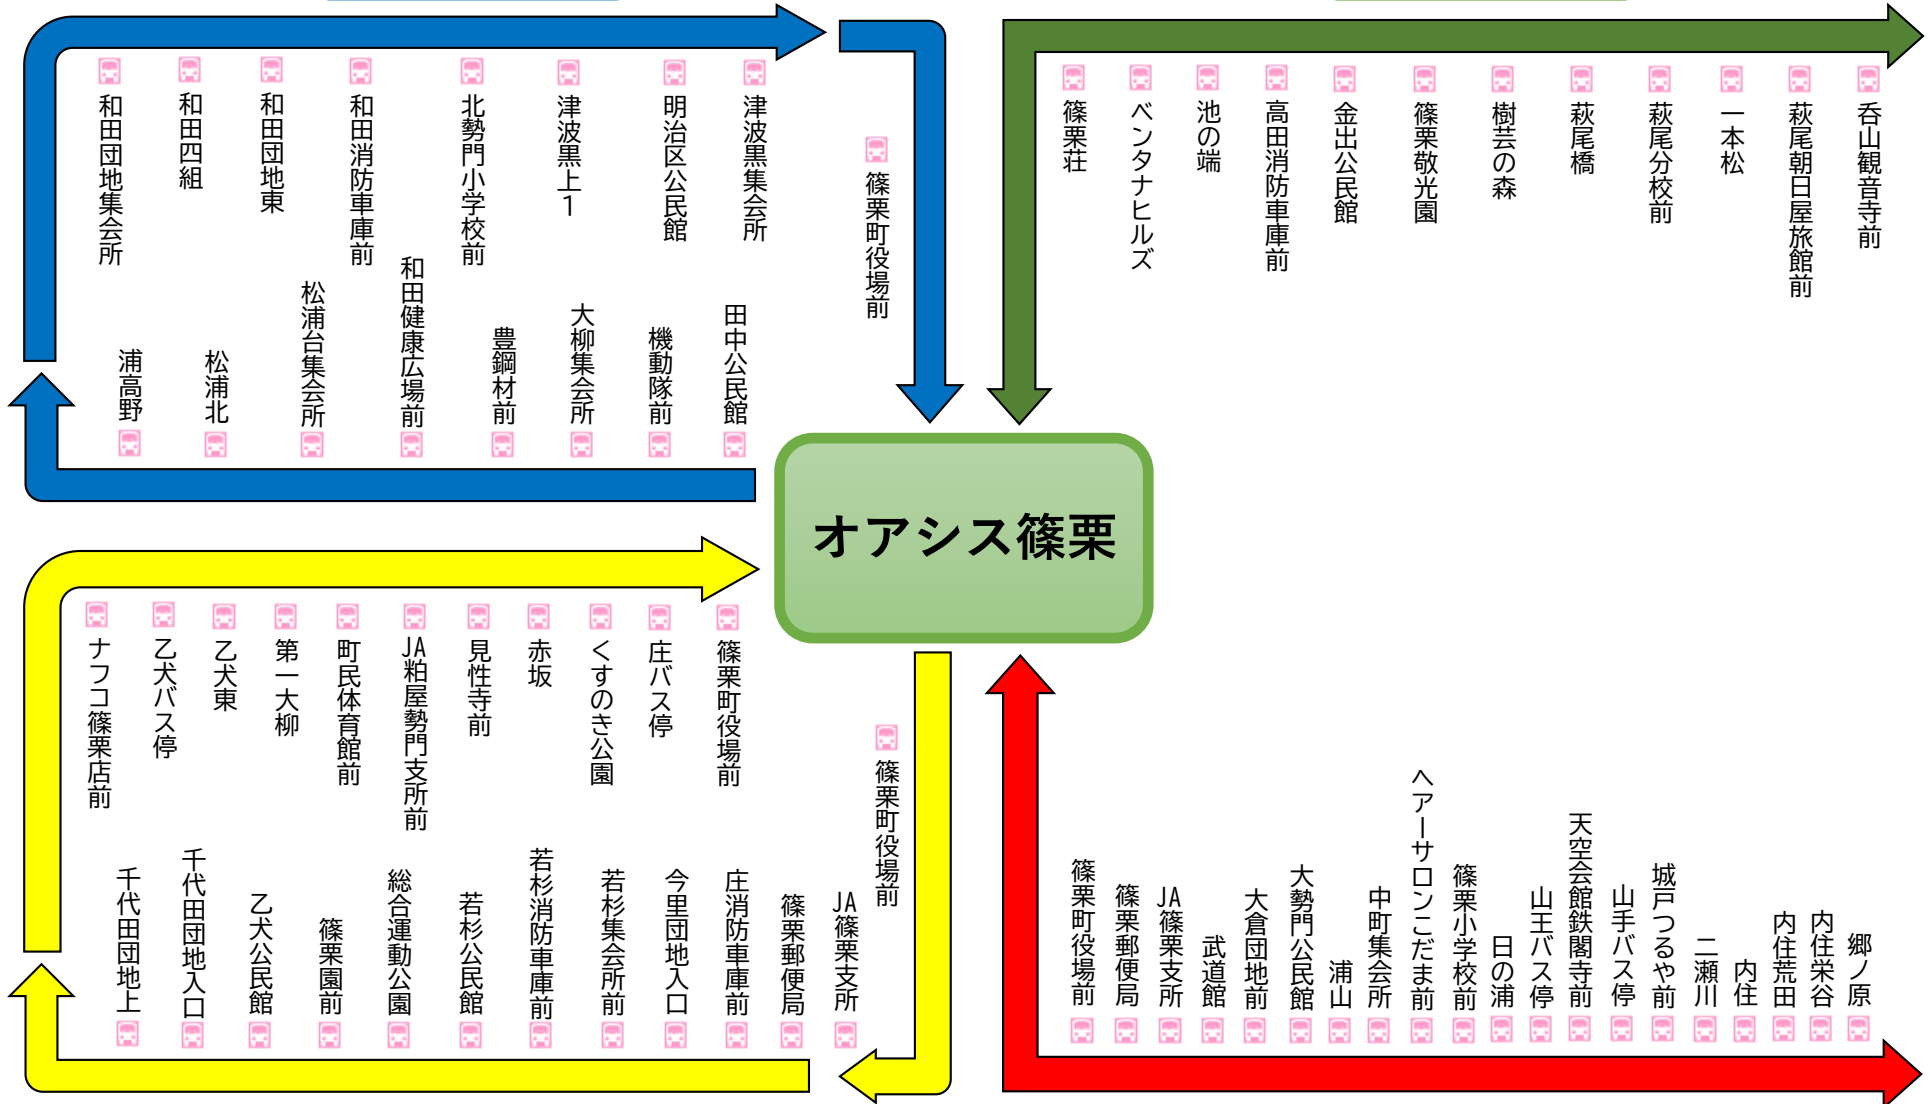 和田団地集会所
和田四組
和田団地東
和田消防車庫前
北勢門小学校前
津波黒上1
明治区公民館
津波黒集会所
篠栗町役場前
浦高野
松浦北
松浦台集会所
和田健康広場前
豊鋼材前
大柳集会所
機動隊前
田中公民館
篠栗荘
ベンタナヒルズ
池の端
高田消防車庫前
金出公民館
篠栗敬光園
樹芸の森
萩尾橋
萩尾分校前
一本松
萩尾朝日屋旅館前
呑山観音寺前
オアシス篠栗
ナフコ篠栗店前
乙犬バス停
乙犬東
第一大柳
町民体育館前
JA粕屋勢門支所前
見性寺前
赤坂
くすのき公園
庄バス停
篠栗町役場前
篠栗町役場前
千代田団地上
千代田団地入口
乙犬公民館
篠栗園前
総合運動公園
若杉公民館
若杉消防車庫前
若杉集会所前
今里団地入口
庄消防車庫前
篠栗郵便局
JA篠栗支所
篠栗町役場前
篠栗郵便局
JA篠栗支所
武道館
大倉団地前
大勢門公民館
浦山
中町集会所
ヘアーサロンこだま前
篠栗小学校前
日の浦
山王バス停
天空会館鉄閣寺前
山手バス停
城戸つるや前
二瀬川
内住
内住荒田
内住栄谷
郷ノ原